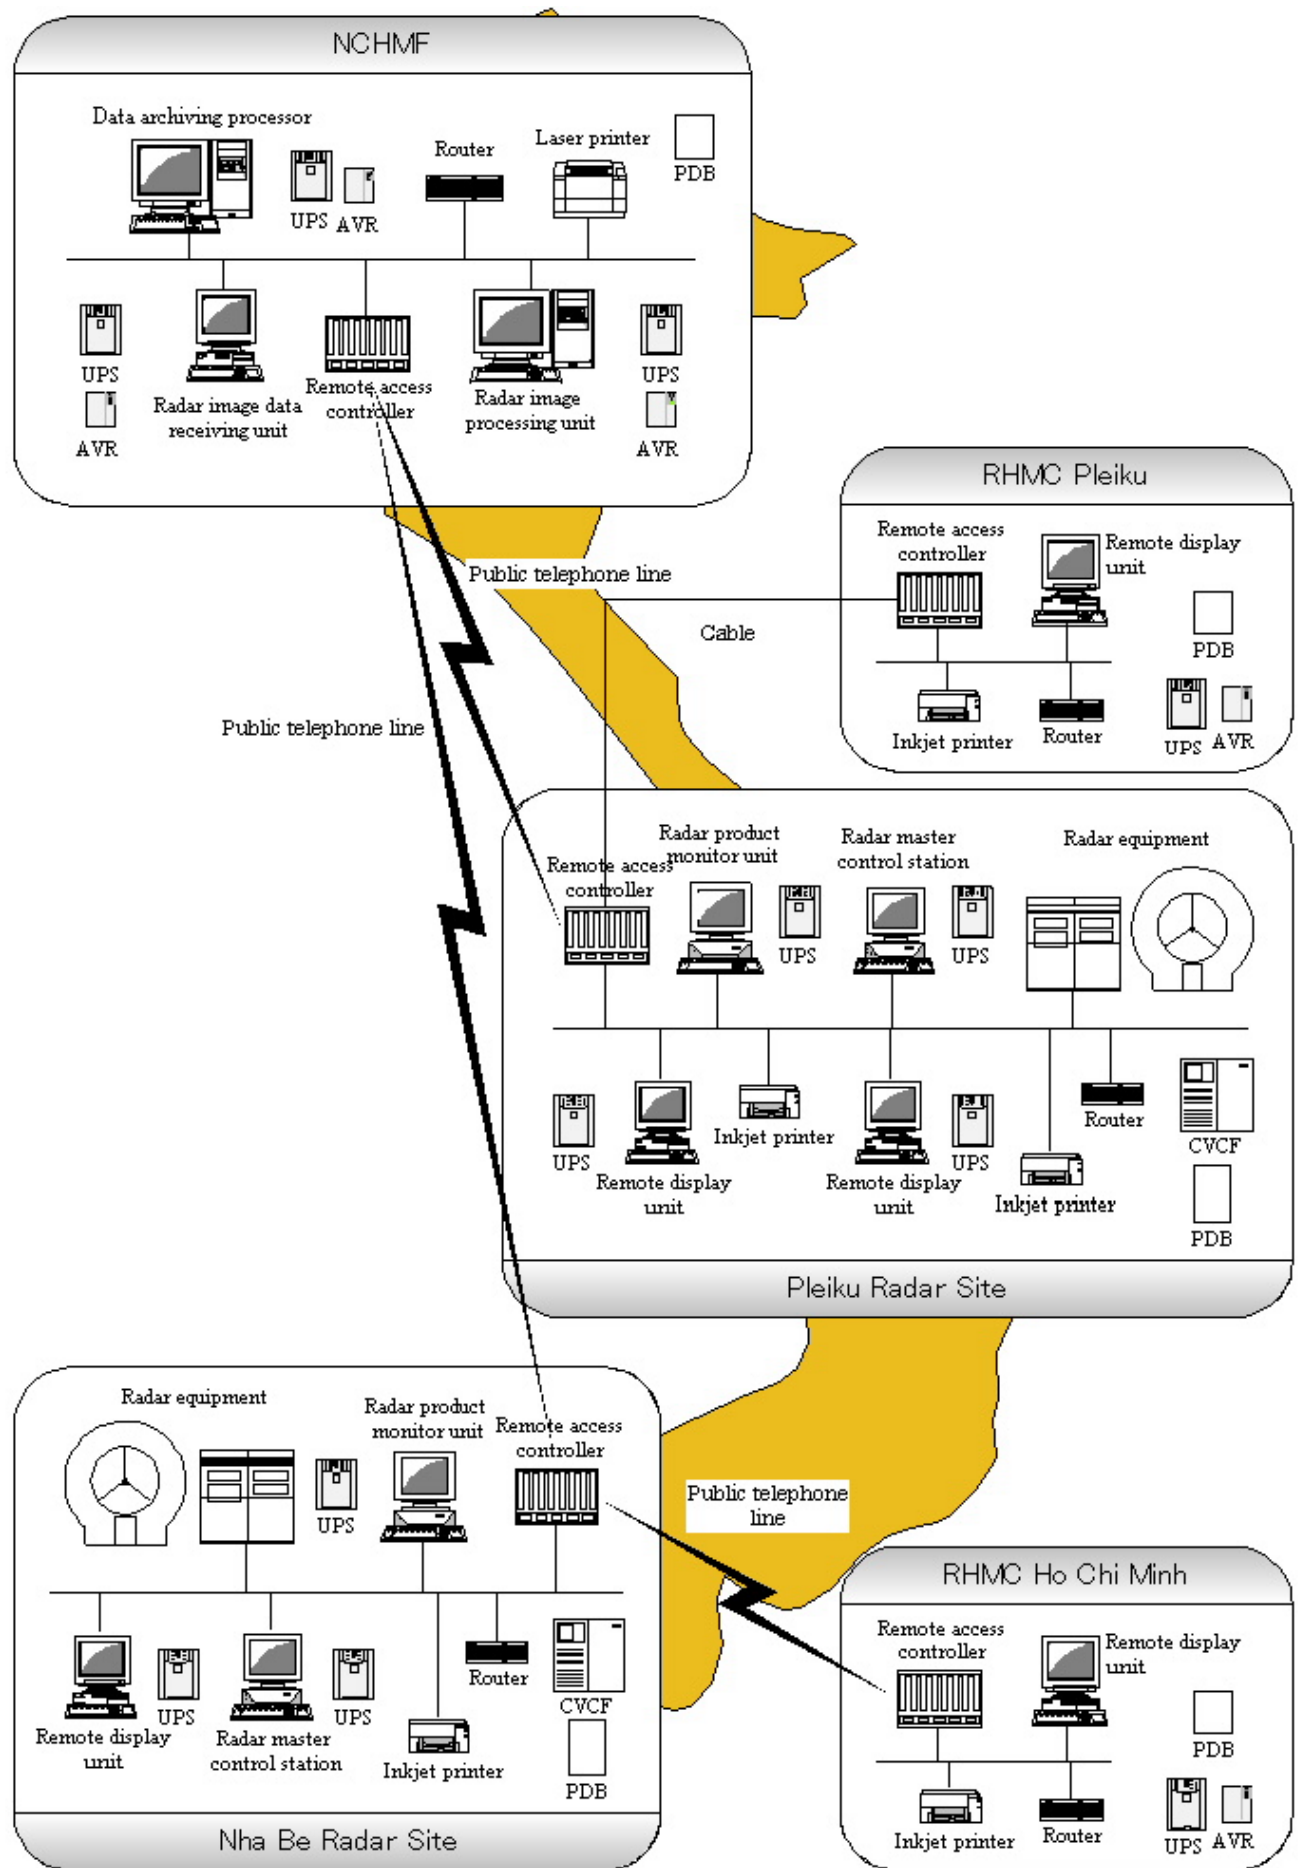 NCHMF
Data archiving processor
Router
Laser printer
PDB
UPS
AVR
UPS
AVR
Radar image data
receiving unit
Remote access
controller
Radar image
processing unit
UPS
AVR
Public telephone line
Public telephone line
Cable
RHMC Pleiku
Remote access
controller
Remote display
unit
PDB
Inkjet printer
Router
UPS
AVR
Remote access
controller
Radar product
monitor unit
UPS
Radar master
control station
UPS
Radar equipment
UPS
Remote display
unit
Inkjet printer
Remote display
unit
UPS
Inkjet printer
Router
CVCF
PDB
Pleiku Radar Site
Radar equipment
UPS
Radar product
monitor unit
Remote access
controller
Remote display
unit
UPS
Radar master
control station
UPS
Inkjet printer
Router
CVCF
PDB
Nha Be Radar Site
Public telephone
line
RHMC Ho Chi Minh
Remote access
controller
Remote display
unit
PDB
Inkjet printer
Router
UPS
AVR